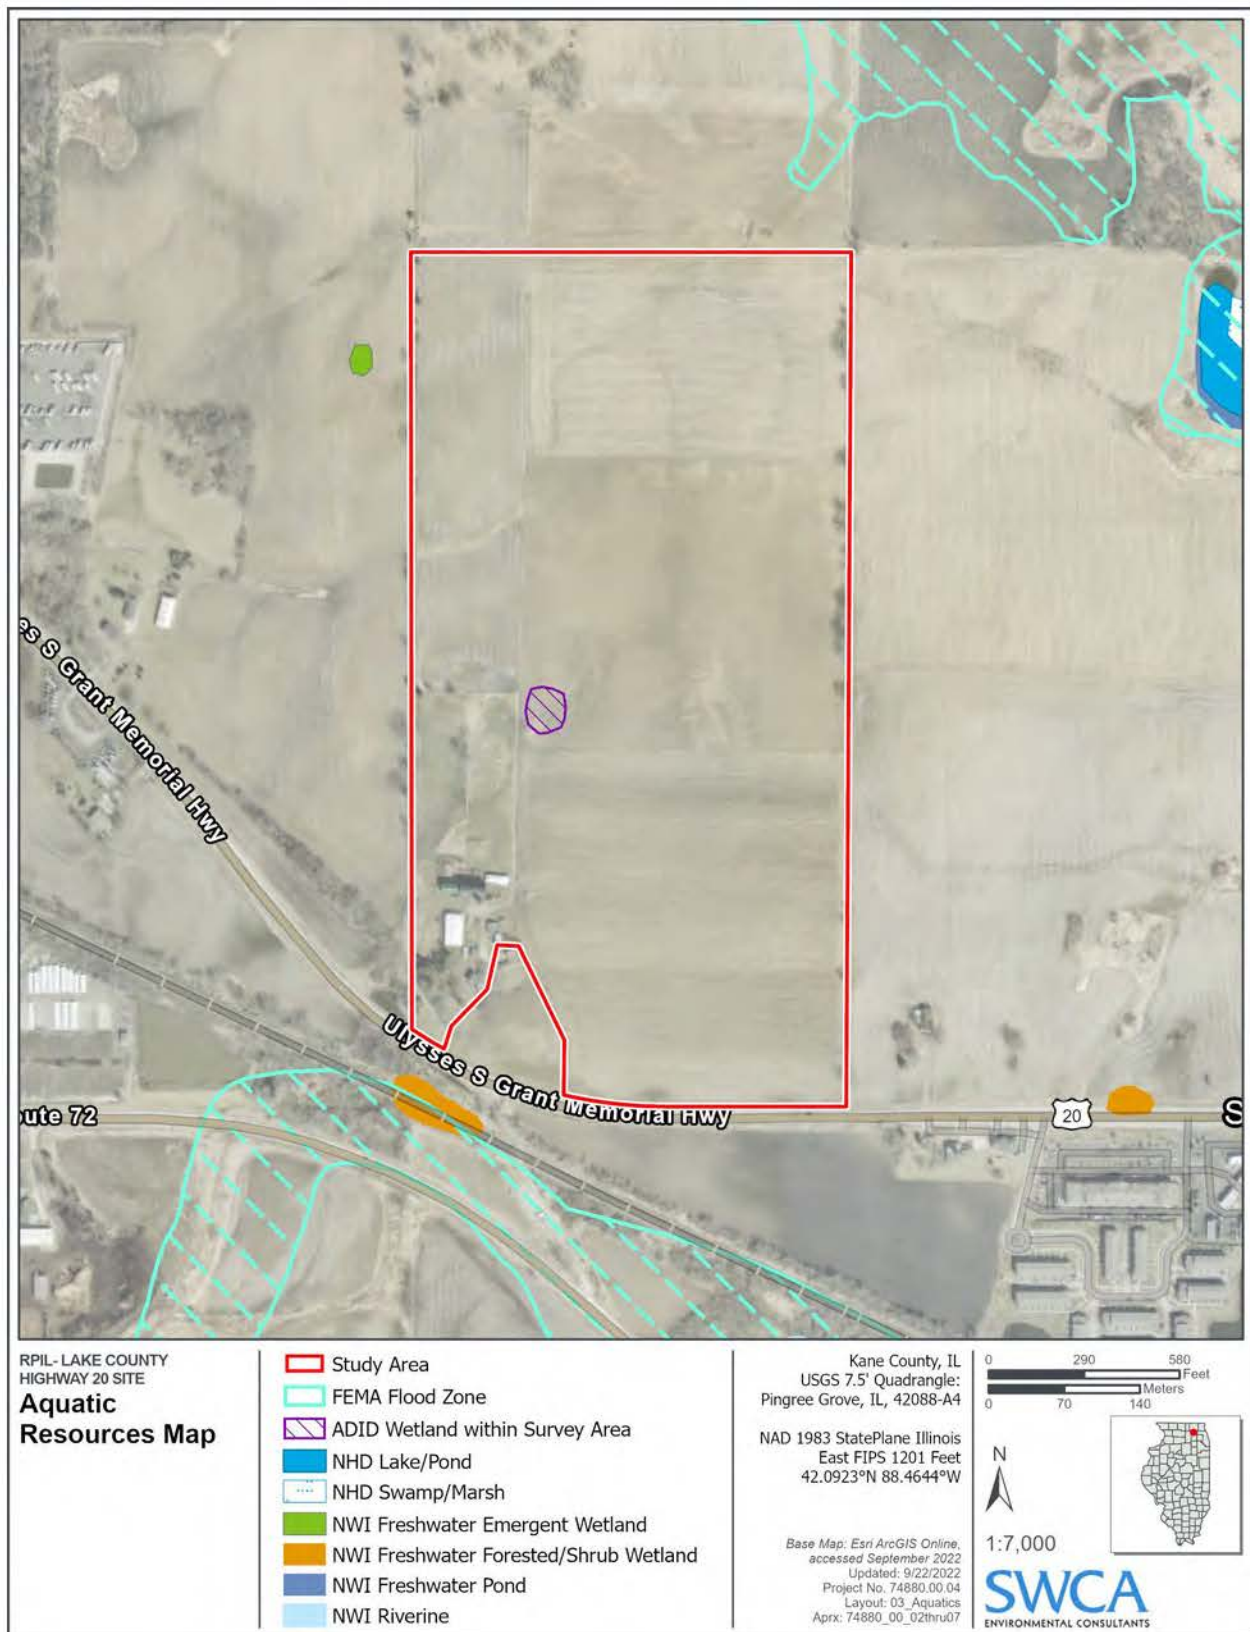 es S Grant Memorial Hwy
Ulysses S Grant Memorial Hwy
oute 72
20
S
RPIL- LAKE COUNTY
HIGHWAY 20 SITE
Aquatic
Resources Map
Study Area
FEMA Flood Zone
ADID Wetland within Survey Area
NHD Lake/Pond
NHD Swamp/Marsh
NWI Freshwater Emergent Wetland
NWI Freshwater Forested/Shrub Wetland
NWI Freshwater Pond
NWI Riverine
Kane County, IL
USGS 7.5' Quadrangle:
Pingree Grove, IL, 42088-A4
NAD 1983 StatePlane Illinois
East FIPS 1201 Feet
42.0923°N 88.4644°W
Base Map: Esri ArcGIS Online,
accessed September 2022
Updated: 9/22/2022
Project No. 74880.00.04
Layout: 03_Aquatics
Aprx: 74880_00_02thru07
0 290 580
Feet
Meters
0 70 140
N
1:7,000
SWCA
ENVIRONMENTAL CONSULTANTS